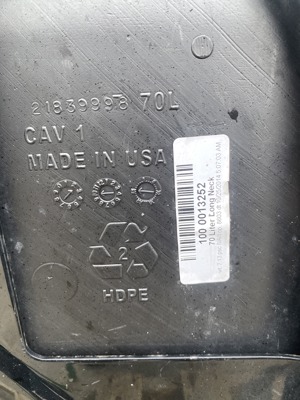 21839898 70L
CAV 1
MADE IN USA
2
HDPE
100 0013252
70 Liter Long Neck